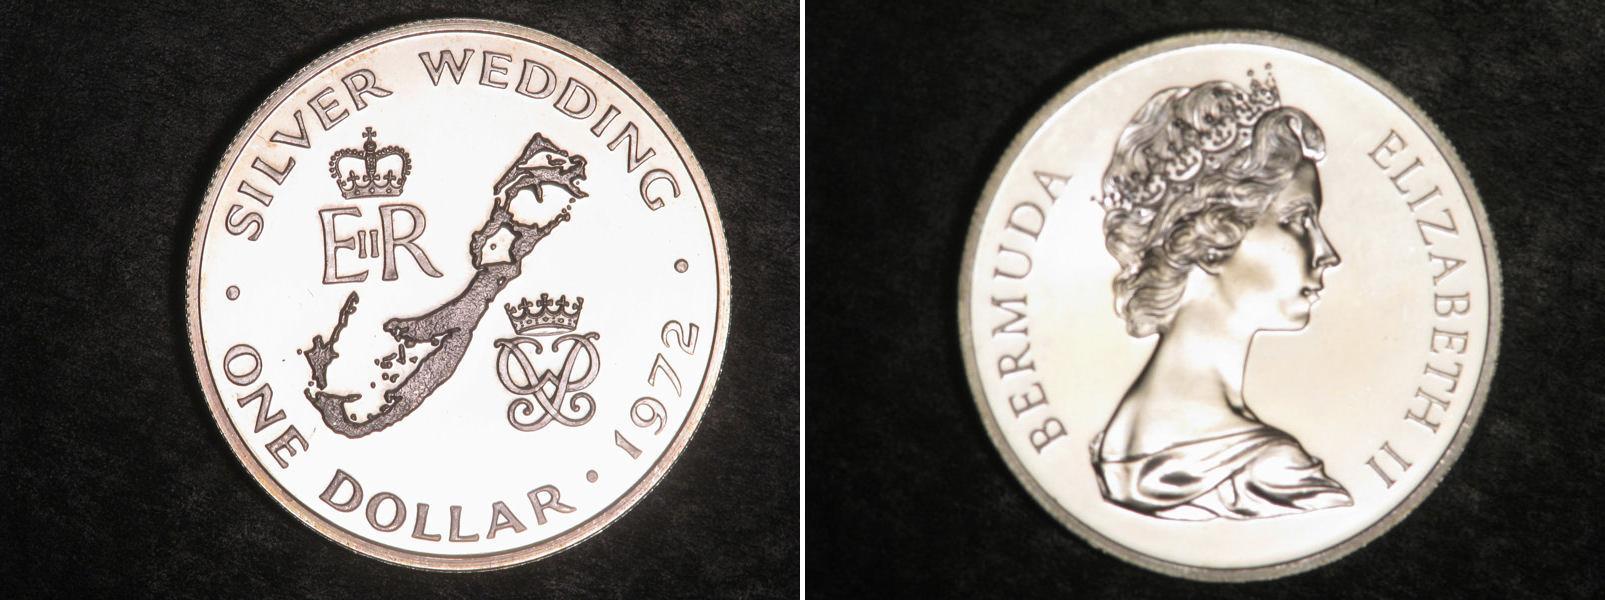 SILVER WEDDING
EIIR
P
ONE DOLLAR · 1972
BERMUDA
ELIZABETH II